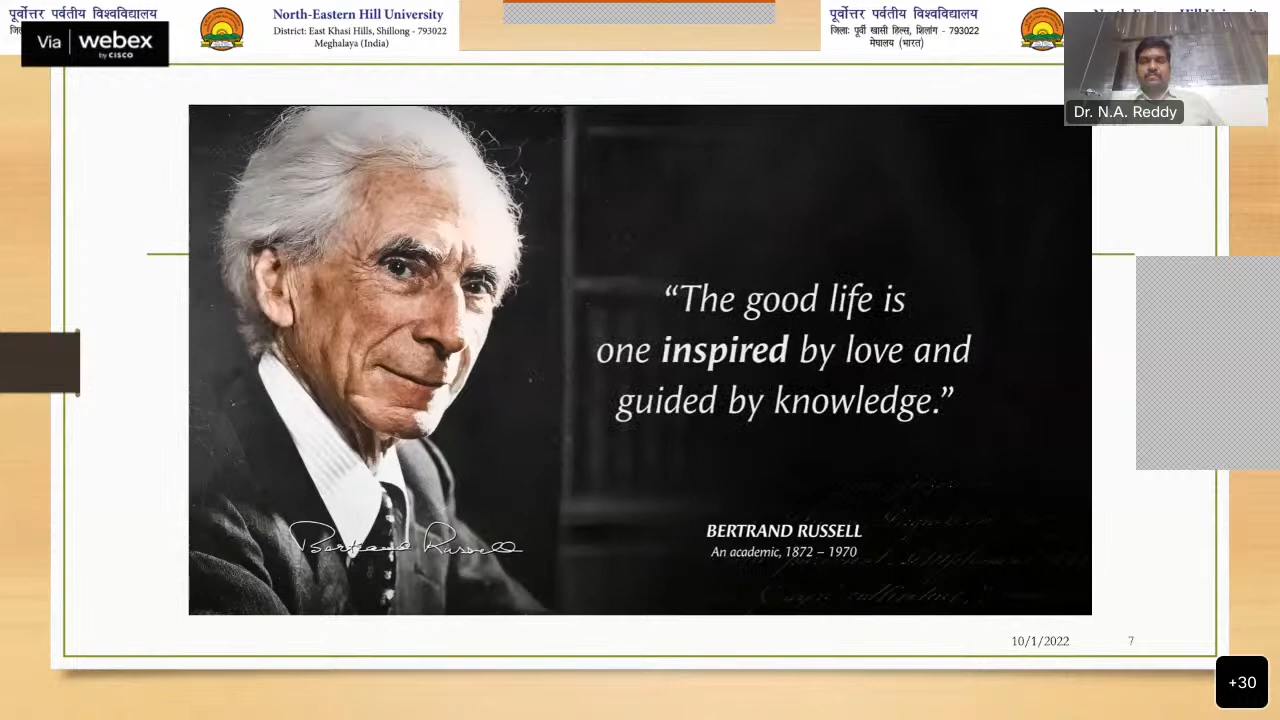 पूर्वोत्तर पर्वतीय विश्वविद्यालय
Via webex
by CISCO
North-Eastern Hill University
District: East Khasi Hills, Shillong - 793022
Meghalaya (India)
पूर्वोत्तर पर्वतीय विश्वविद्यालय
जिला: पूर्वी खासी हिल्स, शिलांग - 793022
मेघालय (भारत)
Dr. N.A. Reddy
“The good life is
one inspired by love and
guided by knowledge.”
Bertrand Russell
BERTRAND RUSSELL
An academic, 1872 – 1970
10/1/2022
7
+30